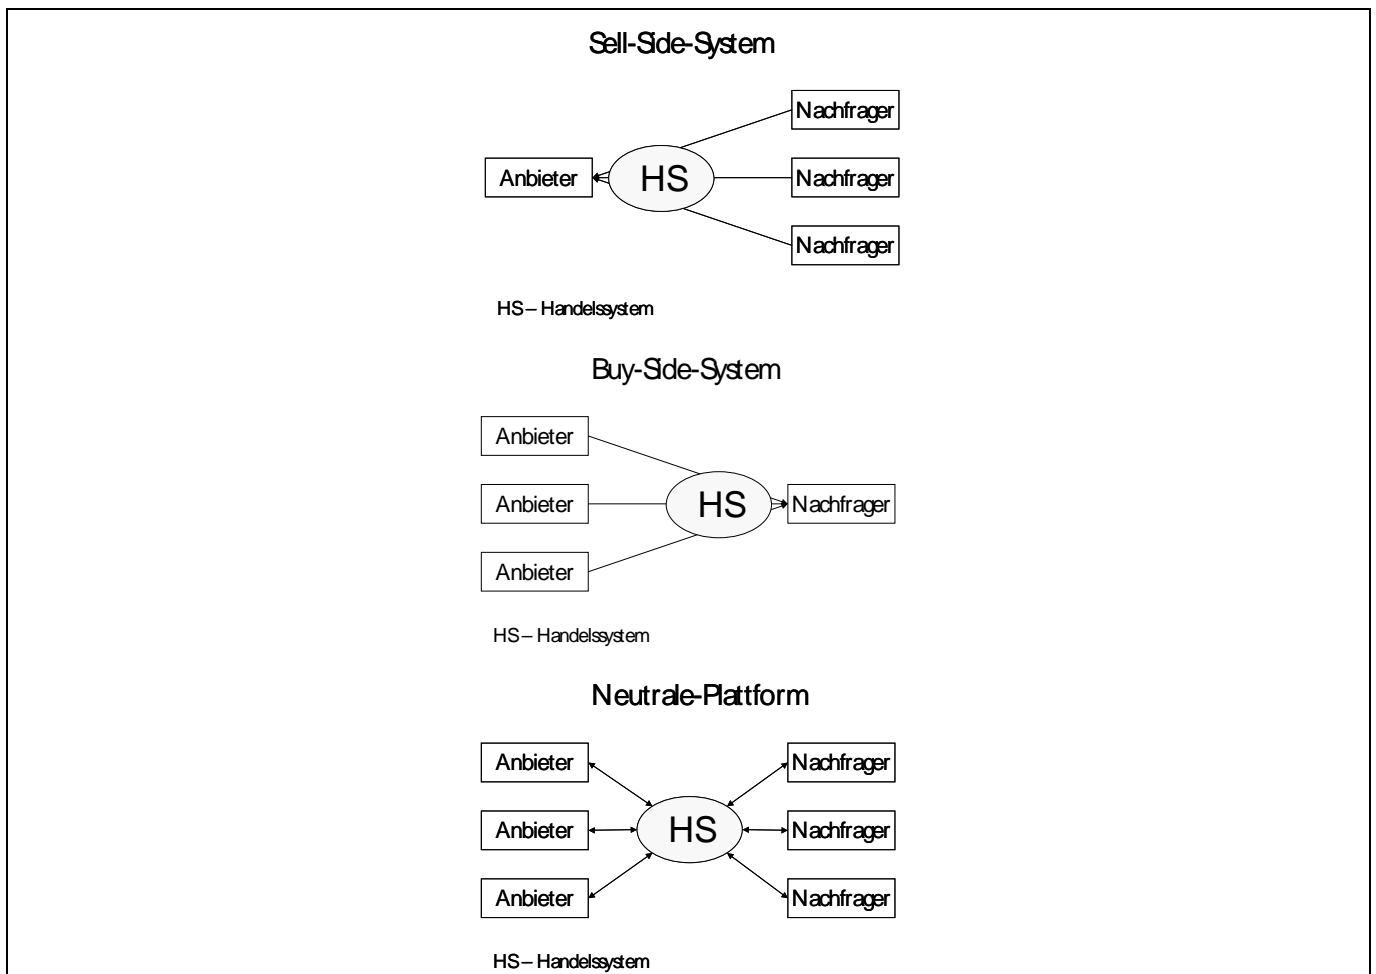 Sell-Side-System
Nachfrager
Anbieter HS Nachfrager
Nachfrager
HS – Handelssystem
Buy-Side-System
Anbieter
Anbieter HS Nachfrager
Anbieter
HS – Handelssystem
Neutrale-Plattform
Anbieter Nachfrager
Anbieter HS Nachfrager
Anbieter Nachfrager
HS – Handelssystem